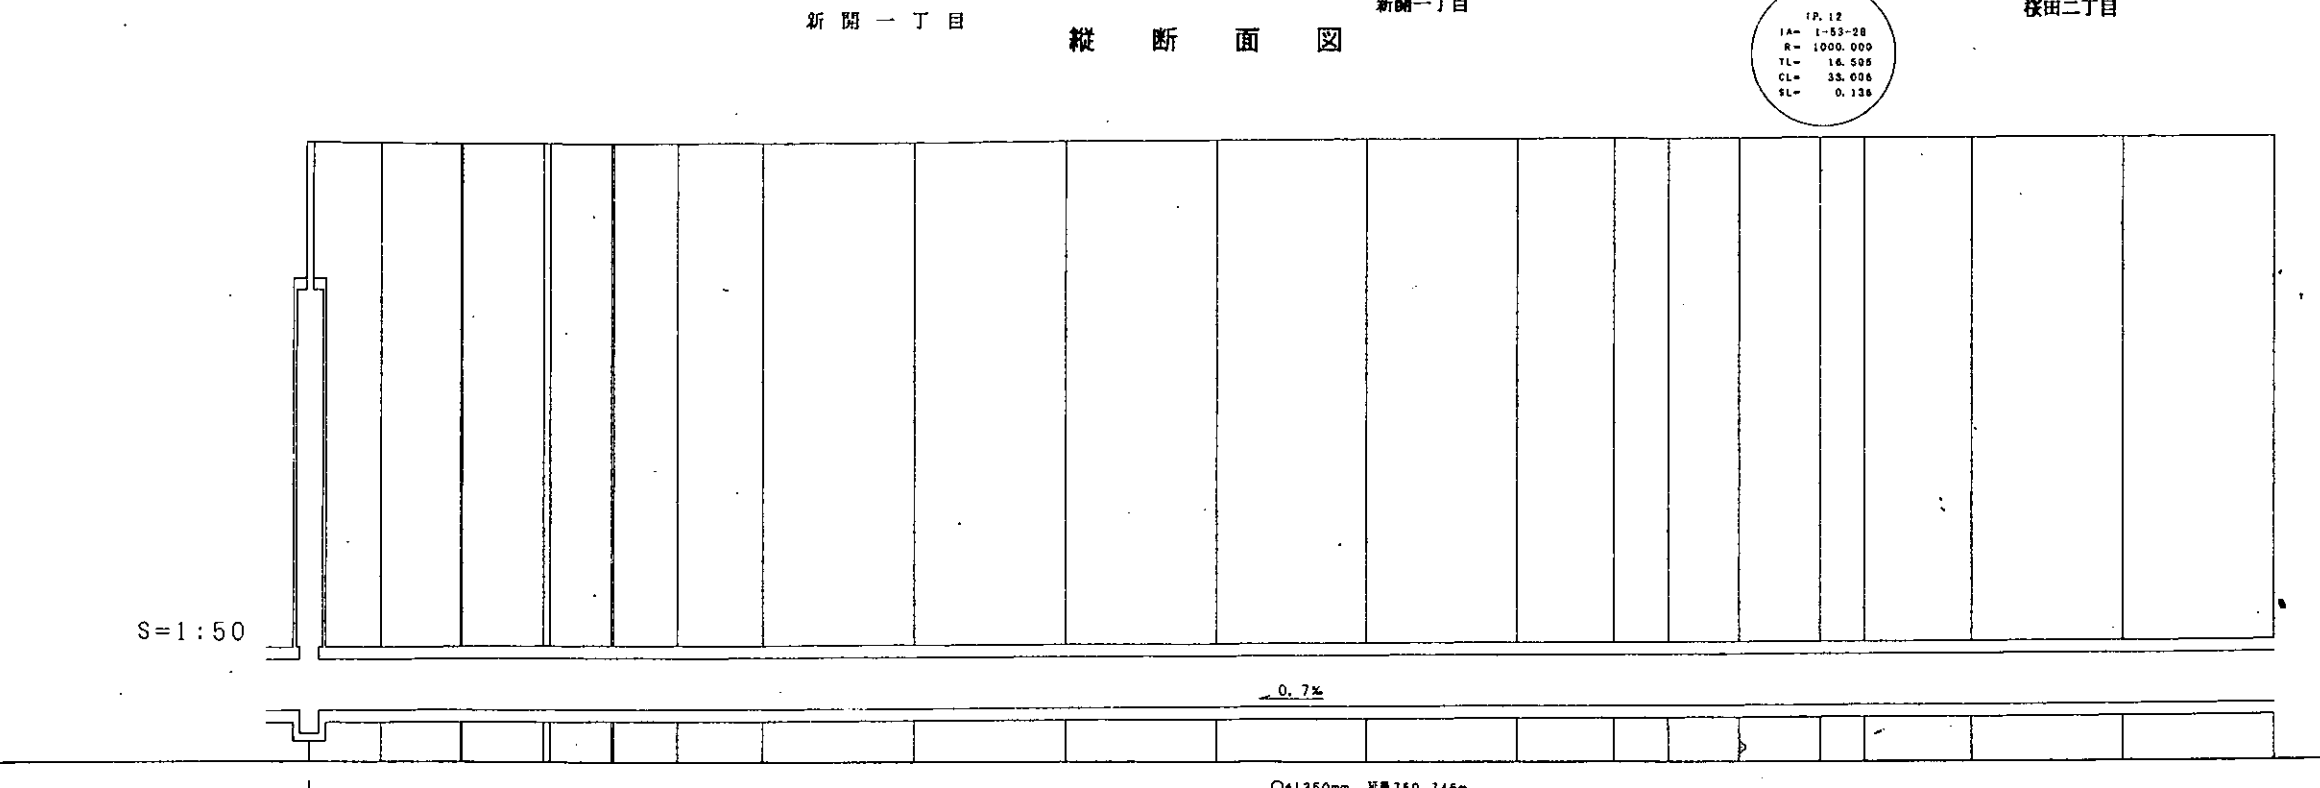 新開一丁目
新開一丁目
桜田二丁目
縦断面図
IP. 12
IA= 1-53-28
R= 1000.000
TL= 16.505
CL= 33.006
SL= 0.136
S=1:50
0.7‰